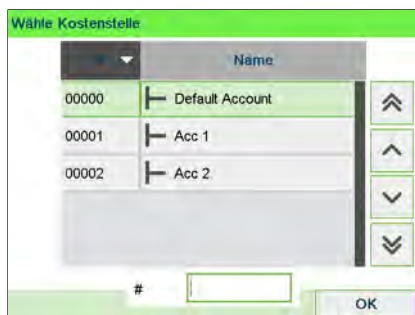 Wähle Kostenstelle
Name
00000 Default Account
00001 Acc 1
00002 Acc 2
#
OK